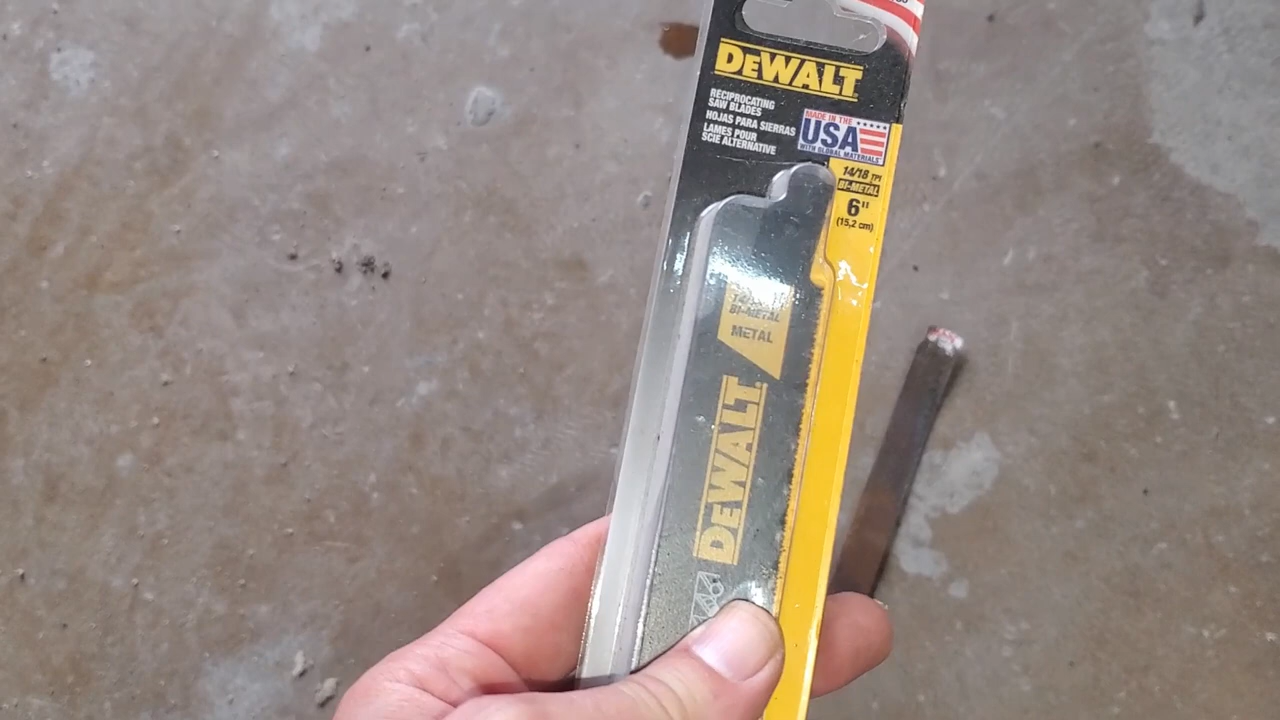 DEWALT
RECIPROCATING
SAW BLADES
HOJAS PARA SIERRAS
LAMES POUR
SCIE ALTERNATIVE
MADE IN THE
USA
WITH GLOBAL MATERIALS
14/18 TPI
BI-METAL
6"
(15,2 cm)
BI-METAL
METAL
DEWALT